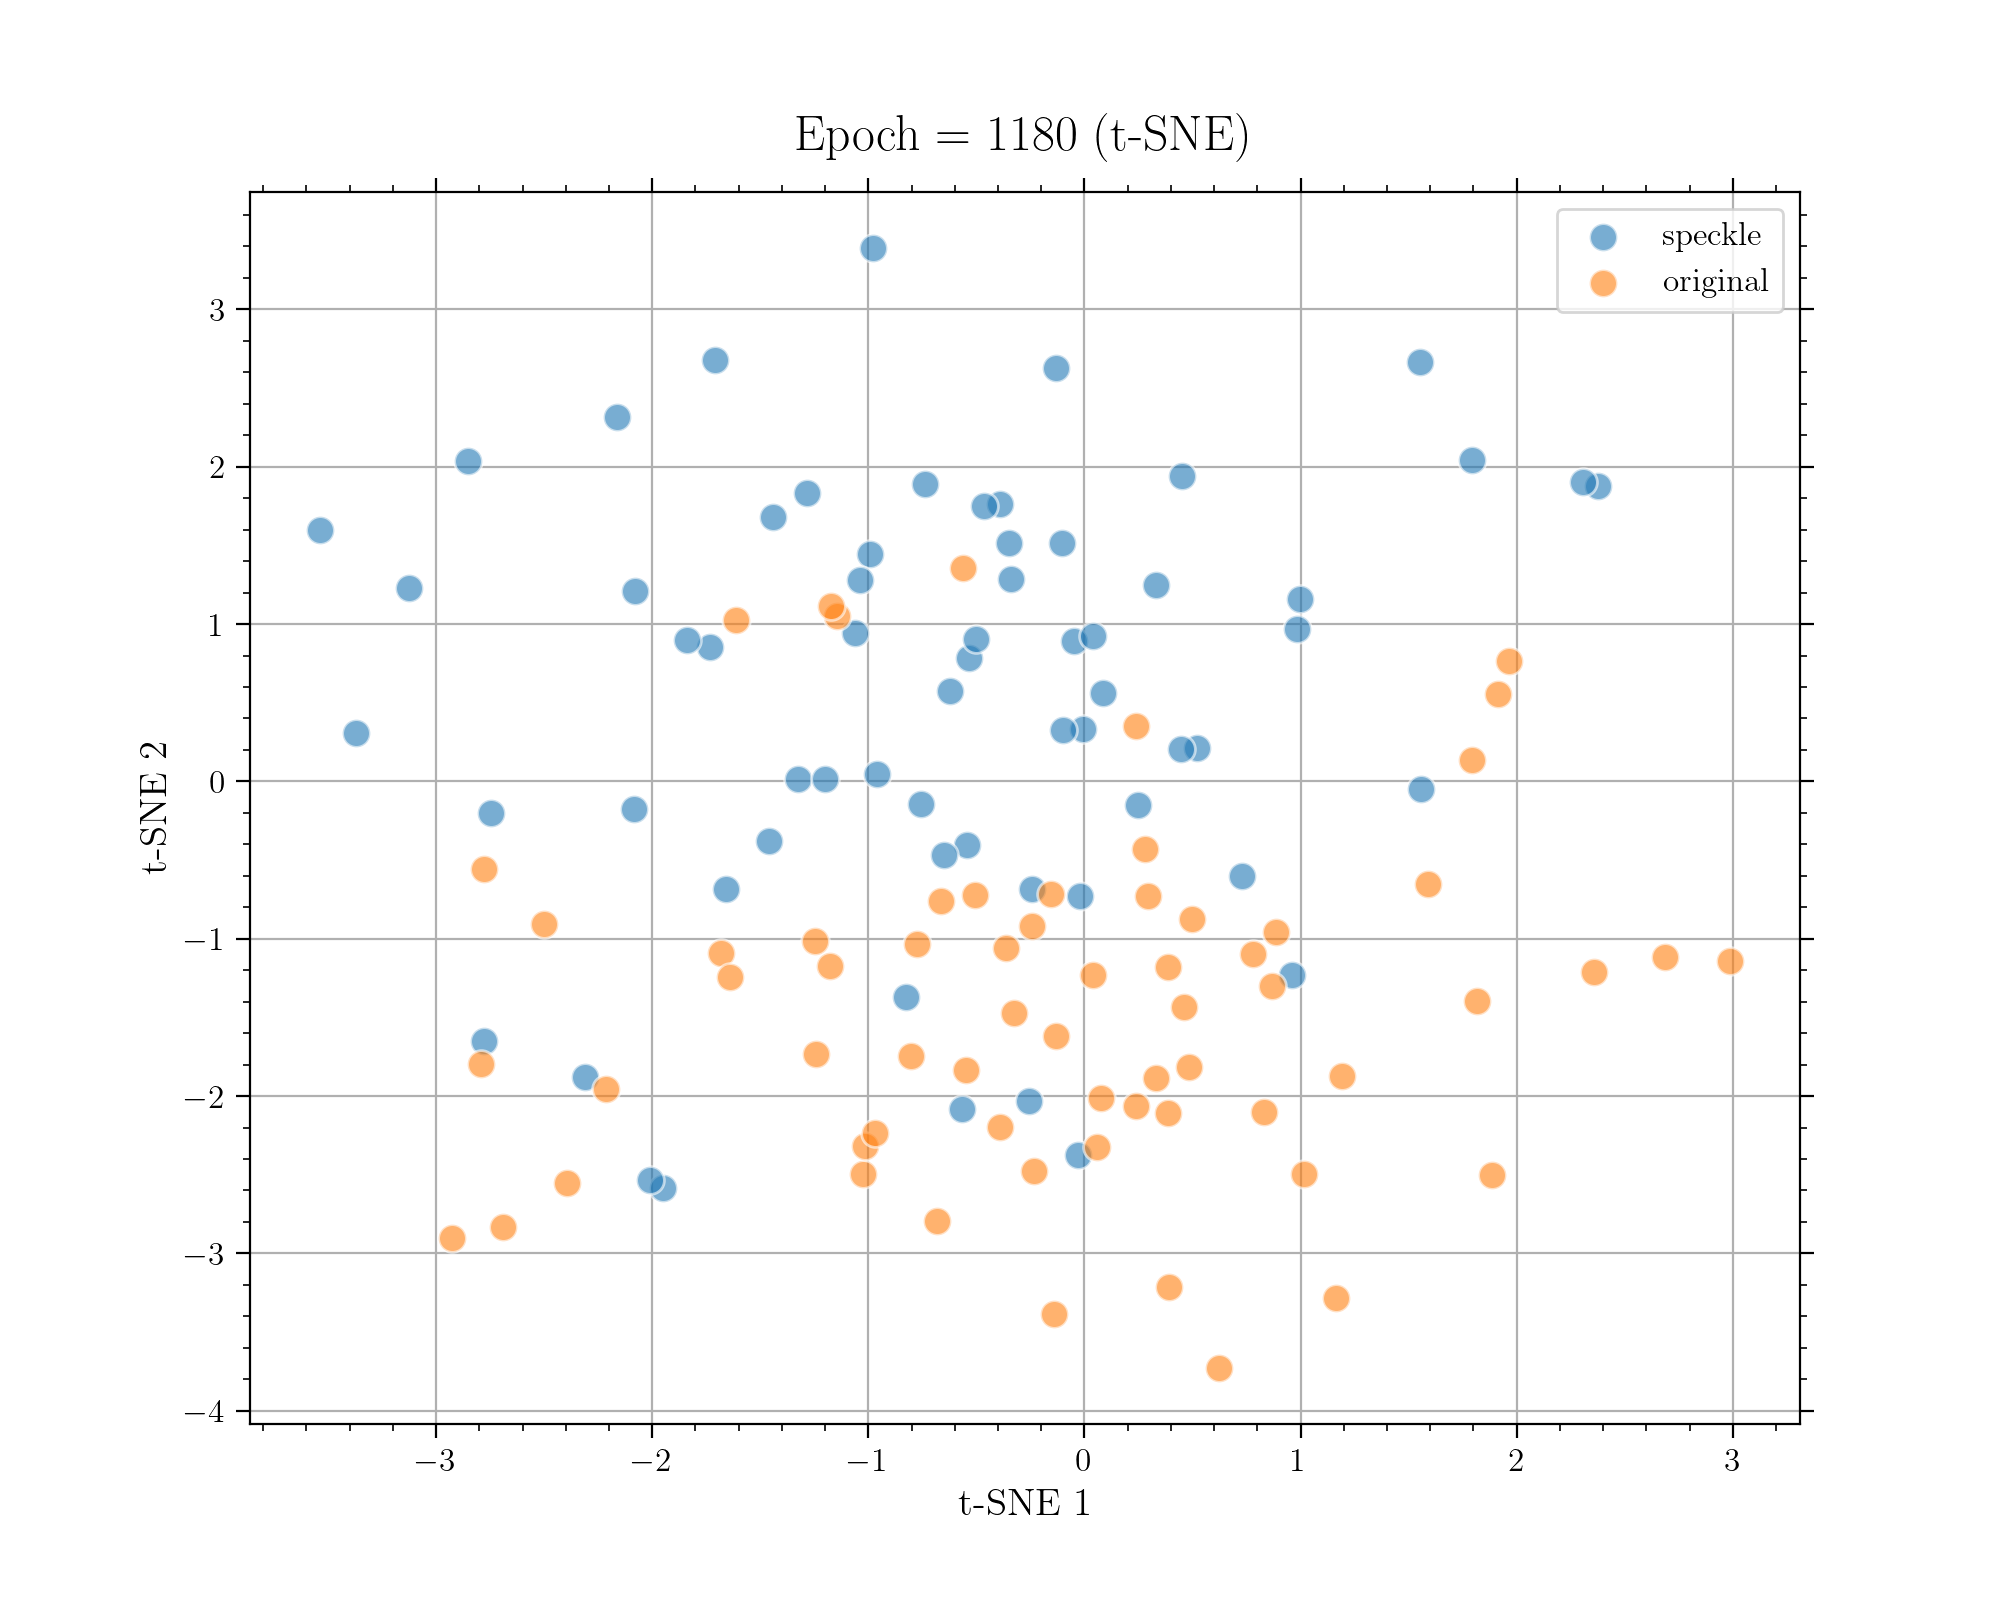 Epoch = 1180 (t-SNE)
speckle
original
3
2
1
0
−1
−2
−3
−4
t-SNE 2
−3 −2 −1 0 1 2 3
t-SNE 1